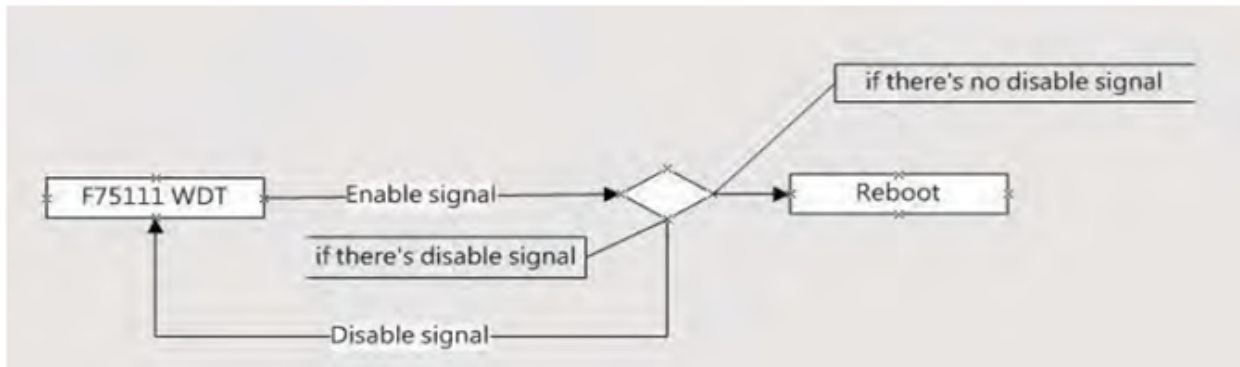 if there's no disable signal
F75111 WDT
Enable signal
Reboot
if there's disable signal
Disable signal